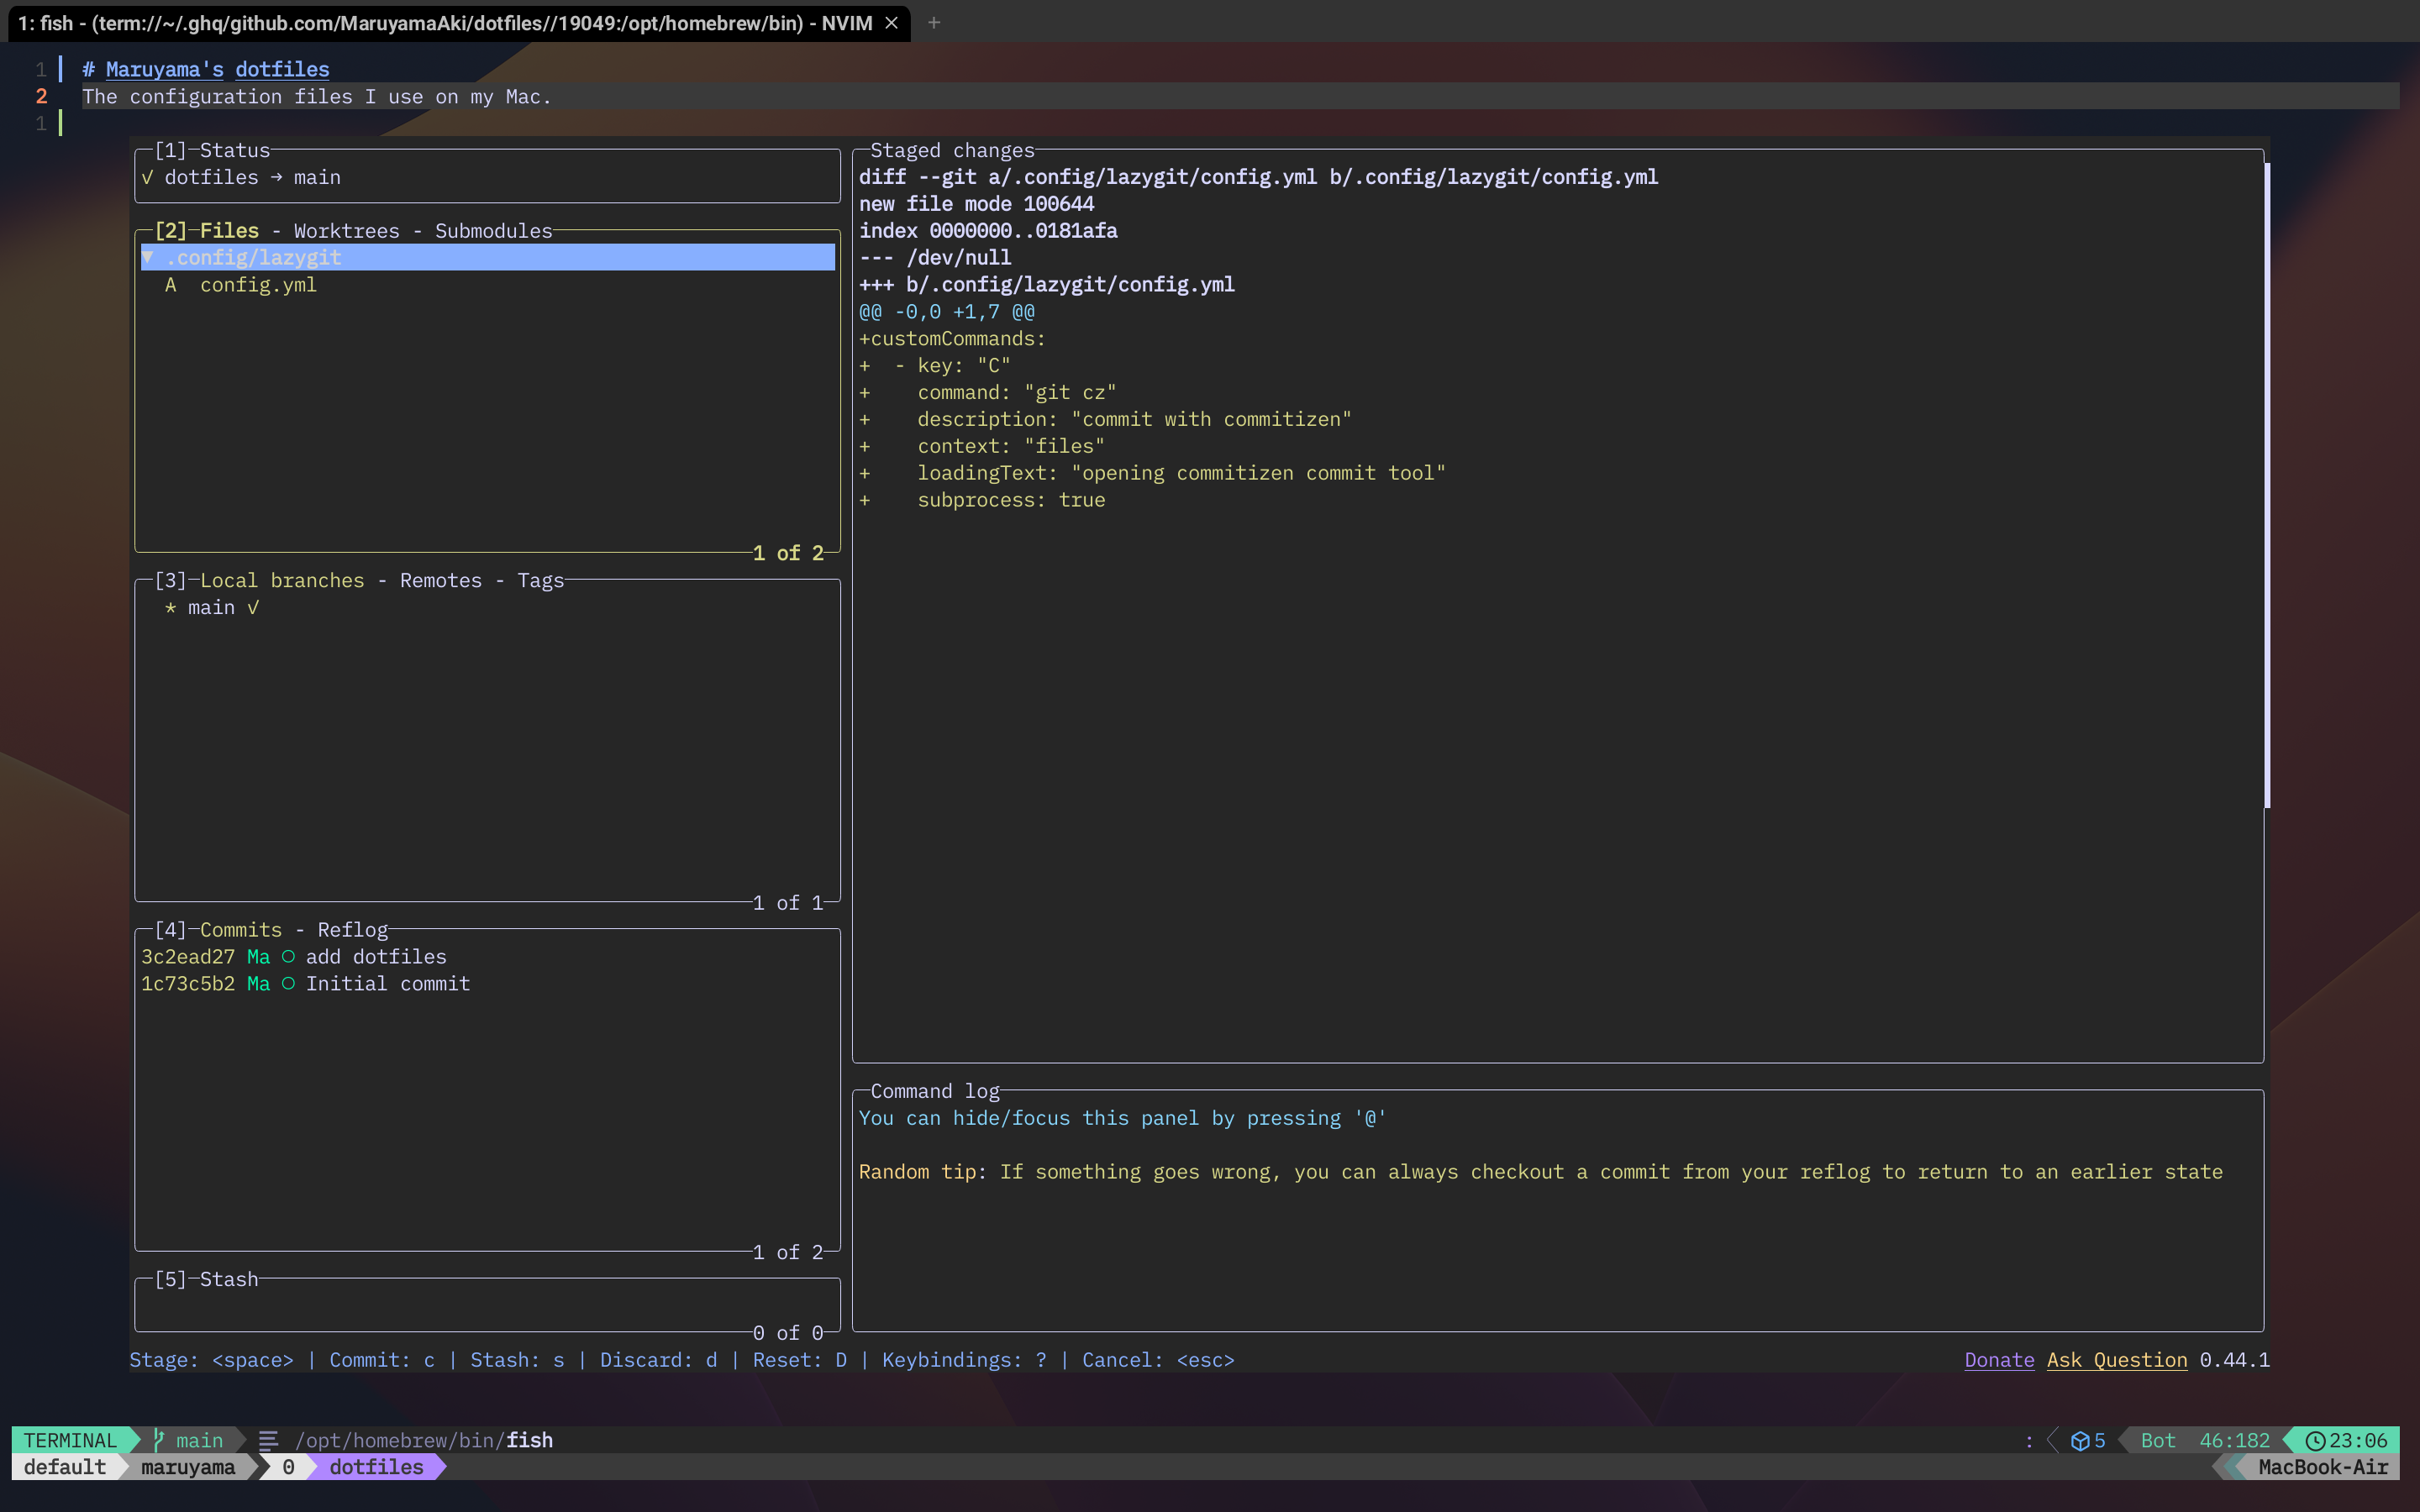 1: fish - (term://~/.ghq/github.com/MaruyamaAki/dotfiles//19049:/opt/homebrew/bin) - NVIM × +
1 # Maruyama's dotfiles
2 The configuration files I use on my Mac.
1
[1]─Status
√ dotfiles → main
[2]─Files - Worktrees - Submodules
▼ .config/lazygit
A config.yml
1 of 2
[3]─Local branches - Remotes - Tags
* main √
1 of 1
[4]─Commits - Reflog
3c2ead27 Ma ○ add dotfiles
1c73c5b2 Ma ○ Initial commit
1 of 2
[5]─Stash
0 of 0
Staged changes
diff --git a/.config/lazygit/config.yml b/.config/lazygit/config.yml
new file mode 100644
index 0000000..0181afa
--- /dev/null
+++ b/.config/lazygit/config.yml
@@ -0,0 +1,7 @@
+customCommands:
+  - key: "C"
+    command: "git cz"
+    description: "commit with commitizen"
+    context: "files"
+    loadingText: "opening commitizen commit tool"
+    subprocess: true
Command log
You can hide/focus this panel by pressing '@'
Random tip: If something goes wrong, you can always checkout a commit from your reflog to return to an earlier state
Stage: <space> | Commit: c | Stash: s | Discard: d | Reset: D | Keybindings: ? | Cancel: <esc> Donate Ask Question 0.44.1
TERMINAL main /opt/homebrew/bin/fish : 5 Bot 46:182 23:06
default maruyama 0 dotfiles MacBook-Air